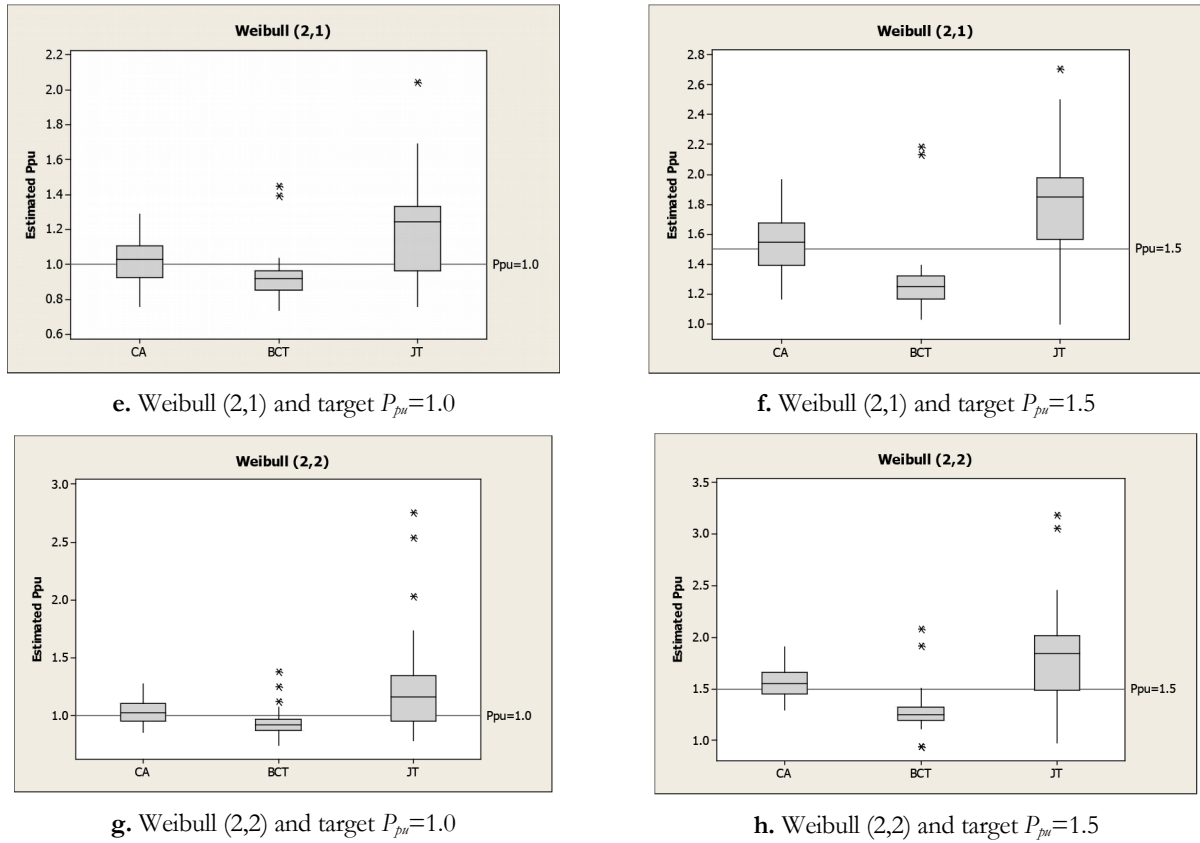 Weibull (2,1)
Estimated Ppu
2.2
2.0
1.8
1.6
1.4
1.2
1.0
0.8
0.6
Ppu=1.0
CA BCT JT
e. Weibull (2,1) and target Ppu=1.0
Weibull (2,1)
Estimated Ppu
2.8
2.6
2.4
2.2
2.0
1.8
1.6
1.4
1.2
1.0
Ppu=1.5
CA BCT JT
f. Weibull (2,1) and target Ppu=1.5
Weibull (2,2)
Estimated Ppu
3.0
2.5
2.0
1.5
1.0
Ppu=1.0
CA BCT JT
g. Weibull (2,2) and target Ppu=1.0
Weibull (2,2)
Estimated Ppu
3.5
3.0
2.5
2.0
1.5
1.0
Ppu=1.5
CA BCT JT
h. Weibull (2,2) and target Ppu=1.5